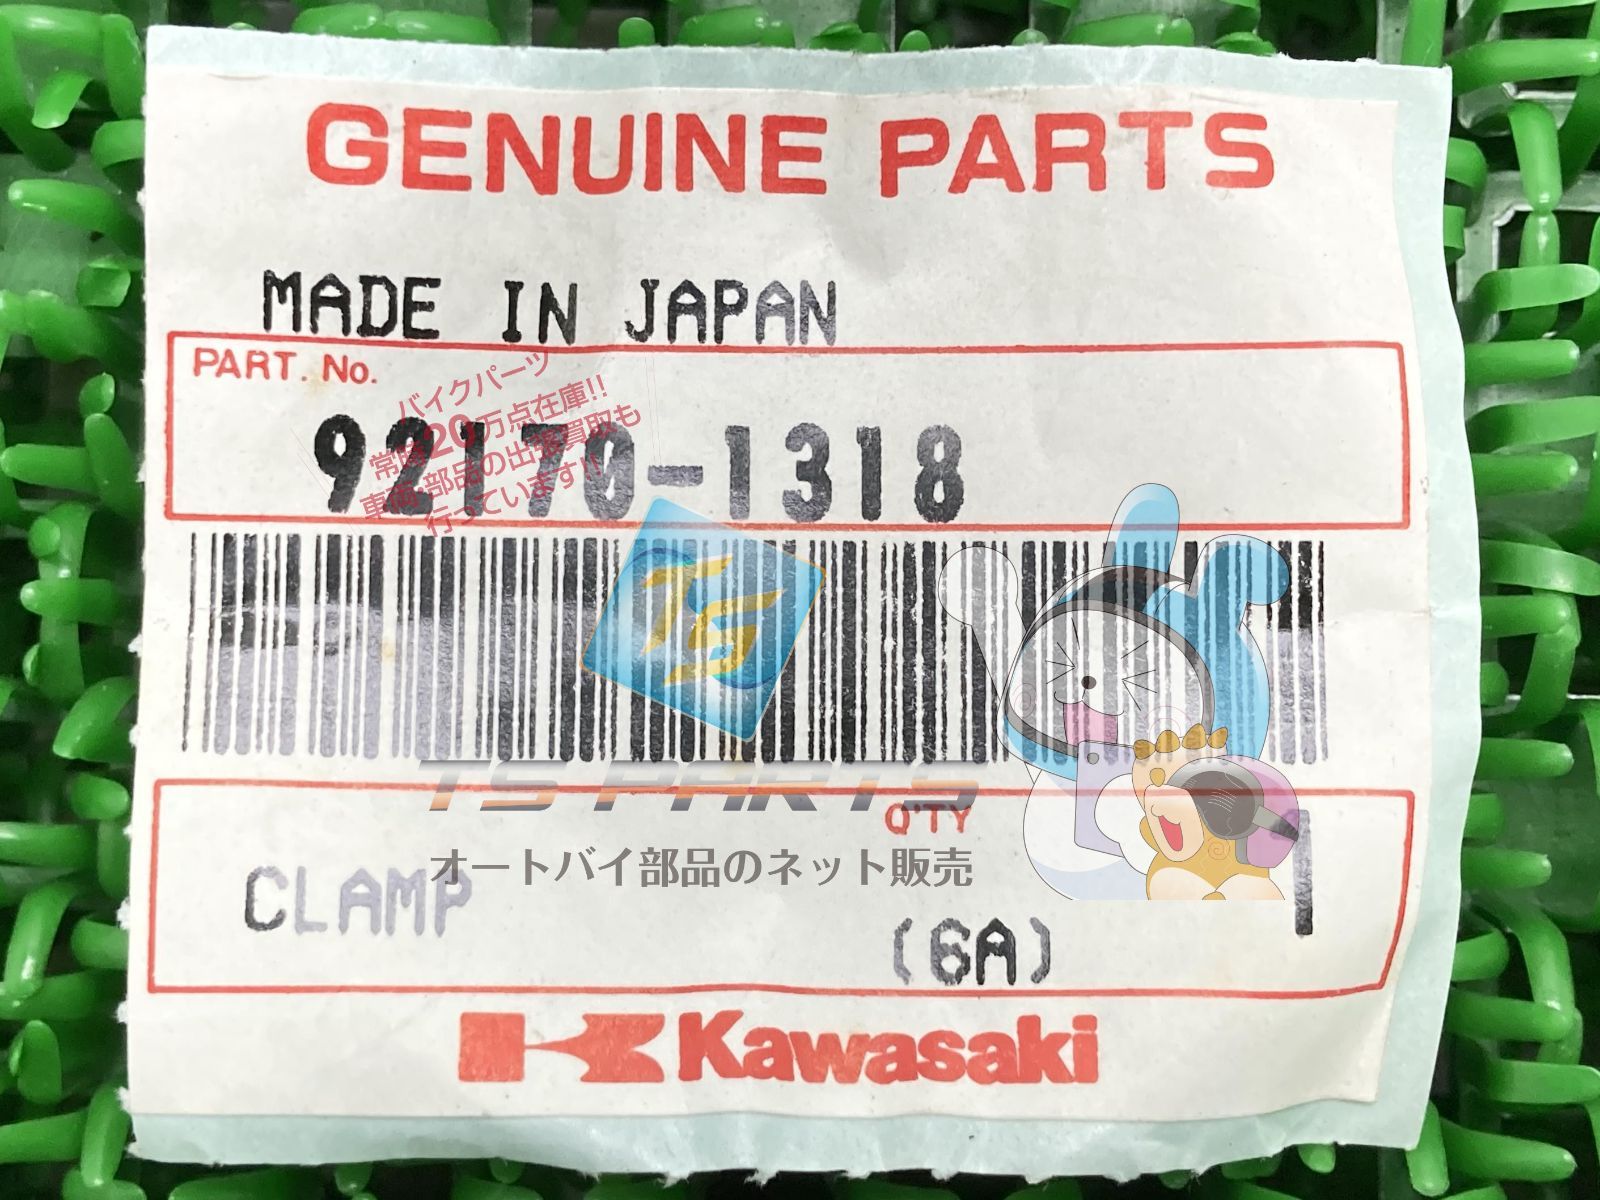 GENUINE PARTS
MADE IN JAPAN
PART. No.
バイクパーツ
常時20万点在庫!!
車両・部品の出張買取も
行っています!!
92170-1318
TS
TS PARTS
Q'TY
オートバイ部品のネット販売
CLAMP
1
(6A)
Kawasaki